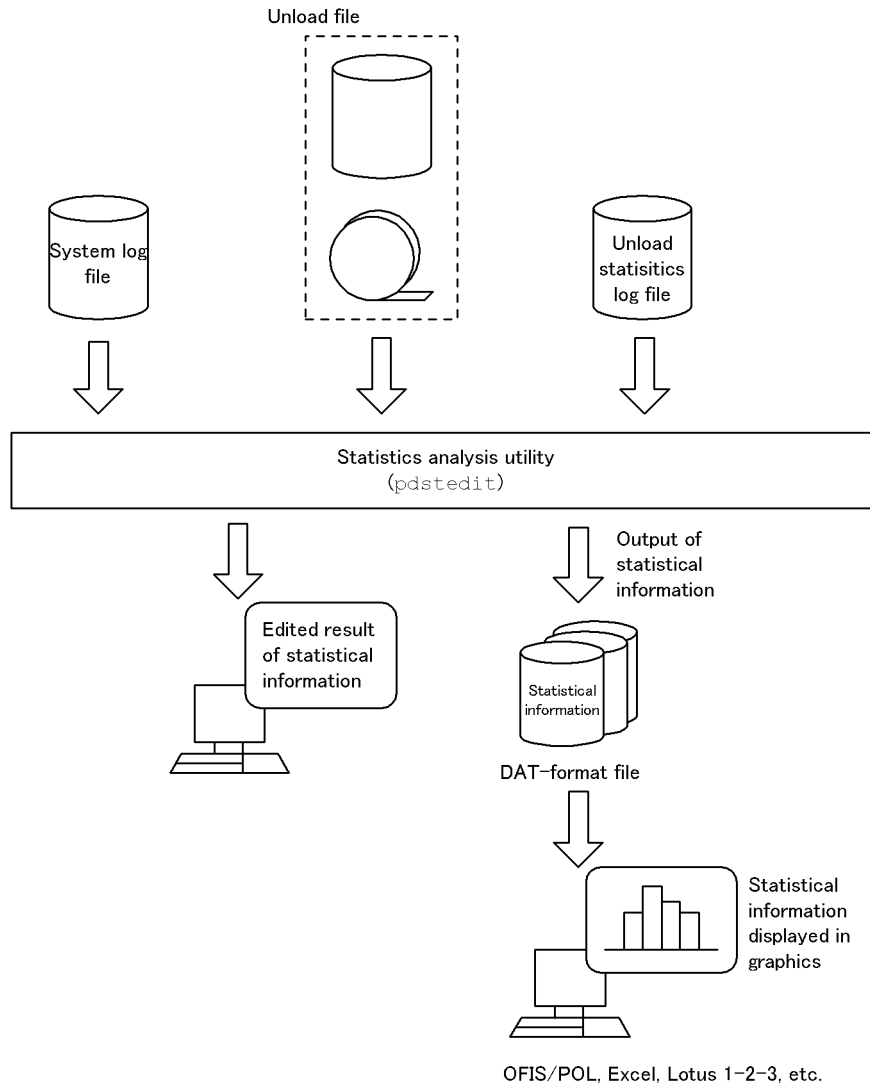 Unload file
System log
file
Unload
statisitics
log file
Statistics analysis utility
(pdstedit)
Output of
statistical
information
Edited result
of statistical
information
Statistical
information
DAT-format file
Statistical
information
displayed in
graphics
OFIS/POL, Excel, Lotus 1-2-3, etc.